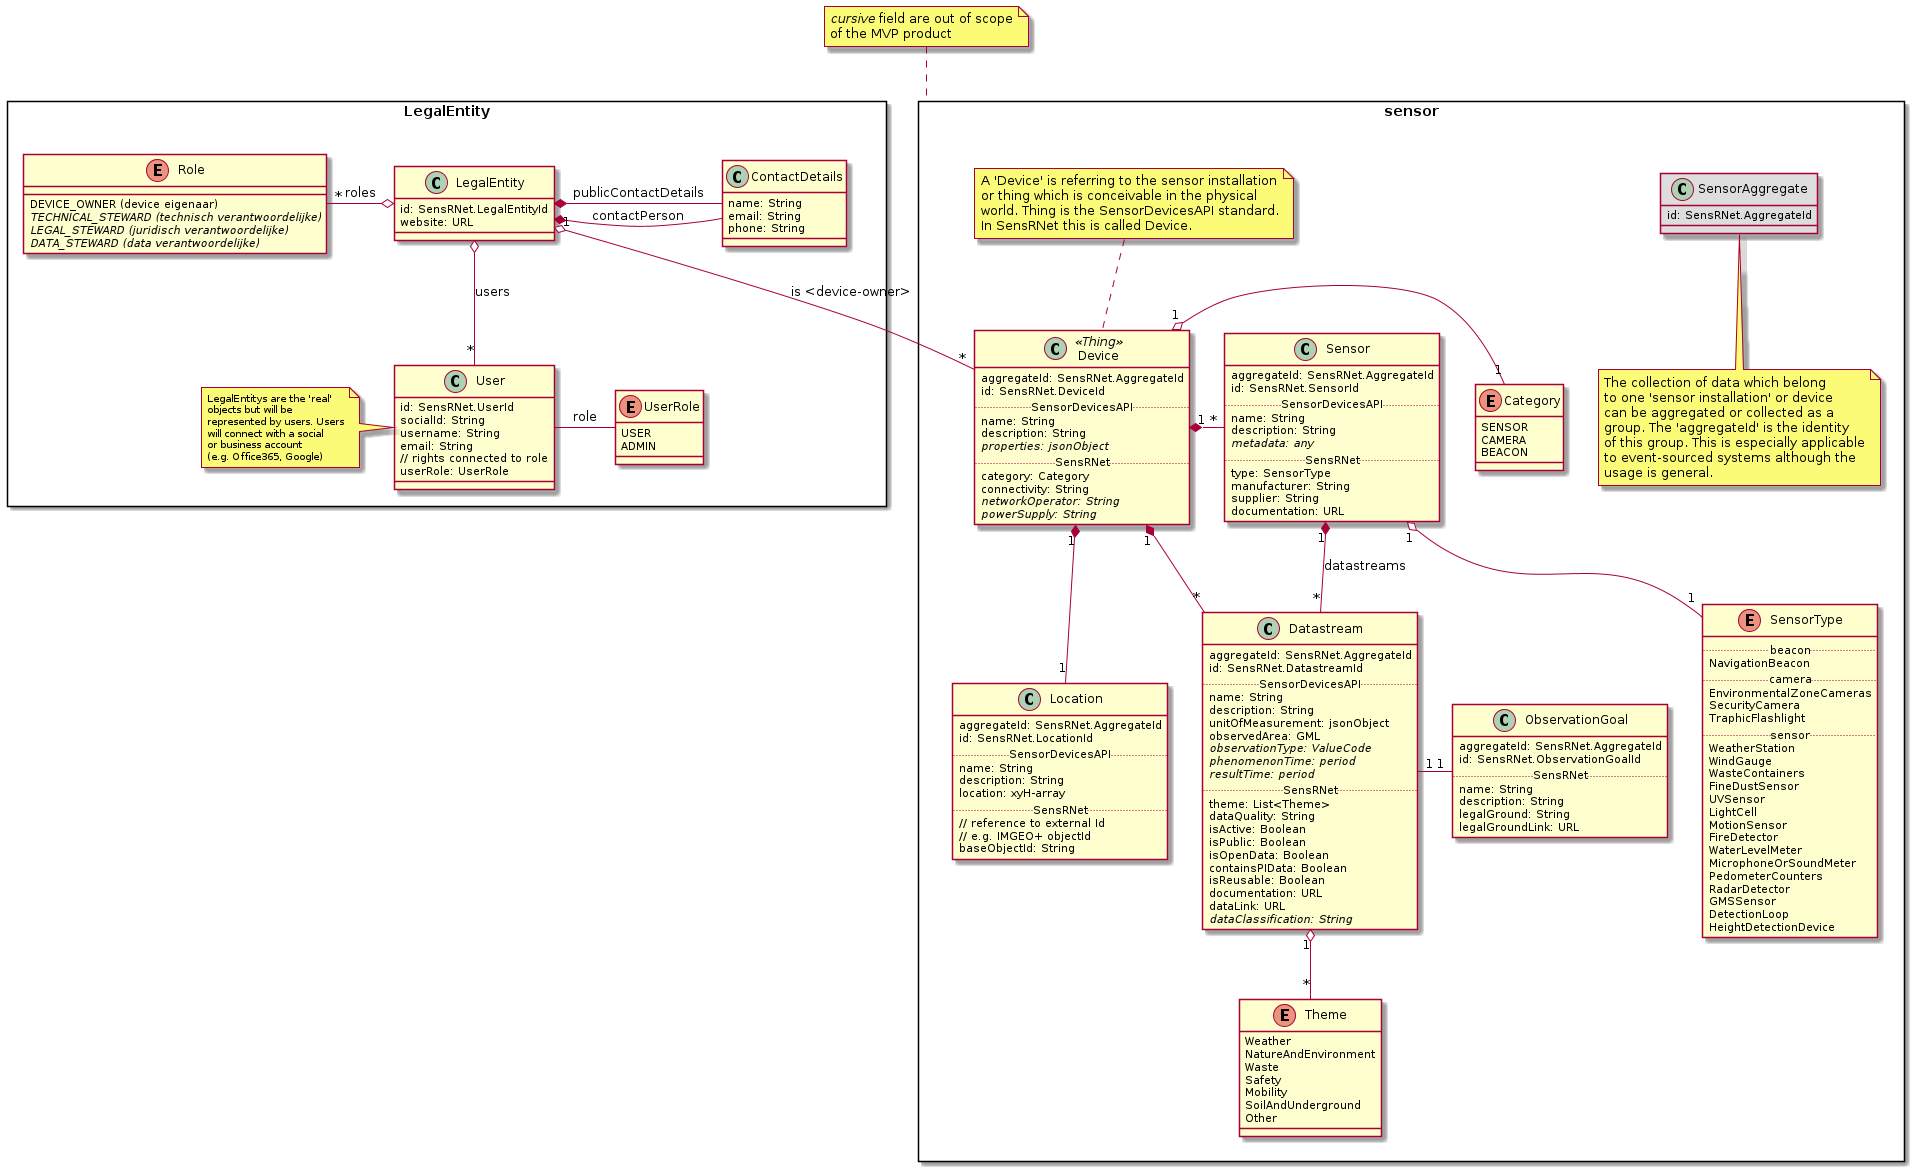 cursive field are out of scope
of the MVP product
LegalEntity
Role
DEVICE_OWNER (device eigenaar)
TECHNICAL_STEWARD (technisch verantwoordelijke)
LEGAL_STEWARD (juridisch verantwoordelijke)
DATA_STEWARD (data verantwoordelijke)
* roles
LegalEntity
id: SensRNet.LegalEntityId
website: URL
publicContactDetails
contactPerson
1
ContactDetails
name: String
email: String
phone: String
users
*
is <device-owner>
*
LegalEntitys are the 'real'
objects but will be
represented by users. Users
will connect with a social
or business account
(e.g. Office365, Google)
User
id: SensRNet.UserId
socialId: String
username: String
email: String
// rights connected to role
userRole: UserRole
role
UserRole
USER
ADMIN
sensor
A 'Device' is referring to the sensor installation
or thing which is conceivable in the physical
world. Thing is the SensorDevicesAPI standard.
In SensRNet this is called Device.
SensorAggregate
id: SensRNet.AggregateId
The collection of data which belong
to one 'sensor installation' or device
can be aggregated or collected as a
group. The 'aggregateId' is the identity
of this group. This is especially applicable
to event-sourced systems although the
usage is general.
«Thing»
Device
aggregateId: SensRNet.AggregateId
id: SensRNet.DeviceId
SensorDevicesAPI
name: String
description: String
properties: jsonObject
SensRNet
category: Category
connectivity: String
networkOperator: String
powerSupply: String
1
1
1 *
Sensor
aggregateId: SensRNet.AggregateId
id: SensRNet.SensorId
SensorDevicesAPI
name: String
description: String
metadata: any
SensRNet
type: SensorType
manufacturer: String
supplier: String
documentation: URL
Category
SENSOR
CAMERA
BEACON
1
1
1
1
datastreams
1
*
*
1
Location
aggregateId: SensRNet.AggregateId
id: SensRNet.LocationId
SensorDevicesAPI
name: String
description: String
location: xyH-array
SensRNet
// reference to external Id
// e.g. IMGEO+ objectId
baseObjectId: String
Datastream
aggregateId: SensRNet.AggregateId
id: SensRNet.DatastreamId
SensorDevicesAPI
name: String
description: String
unitOfMeasurement: jsonObject
observedArea: GML
observationType: ValueCode
phenomenonTime: period
resultTime: period
SensRNet
theme: List<Theme>
dataQuality: String
isActive: Boolean
isPublic: Boolean
isOpenData: Boolean
containsPIData: Boolean
isReusable: Boolean
documentation: URL
dataLink: URL
dataClassification: String
1 1
ObservationGoal
aggregateId: SensRNet.AggregateId
id: SensRNet.ObservationGoalId
SensRNet
name: String
description: String
legalGround: String
legalGroundLink: URL
SensorType
beacon
NavigationBeacon
camera
EnvironmentalZoneCameras
SecurityCamera
TraphicFlashlight
sensor
WeatherStation
WindGauge
WasteContainers
FineDustSensor
UVSensor
LightCell
MotionSensor
FireDetector
WaterLevelMeter
MicrophoneOrSoundMeter
PedometerCounters
RadarDetector
GMSSensor
DetectionLoop
HeightDetectionDevice
1
*
Theme
Weather
NatureAndEnvironment
Waste
Safety
Mobility
SoilAndUnderground
Other